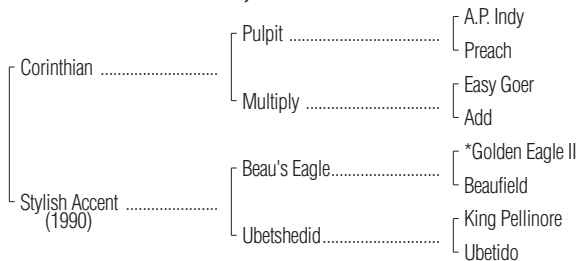 A.P. Indy
Pulpit ........................................
Preach
Corinthian ...............................
Easy Goer
Multiply ...................................
Add
*Golden Eagle II
Beau's Eagle.............................
Beaufield
Stylish Accent ........................
(1990)
King Pellinore
Ubetshedid ...............................
Ubetido